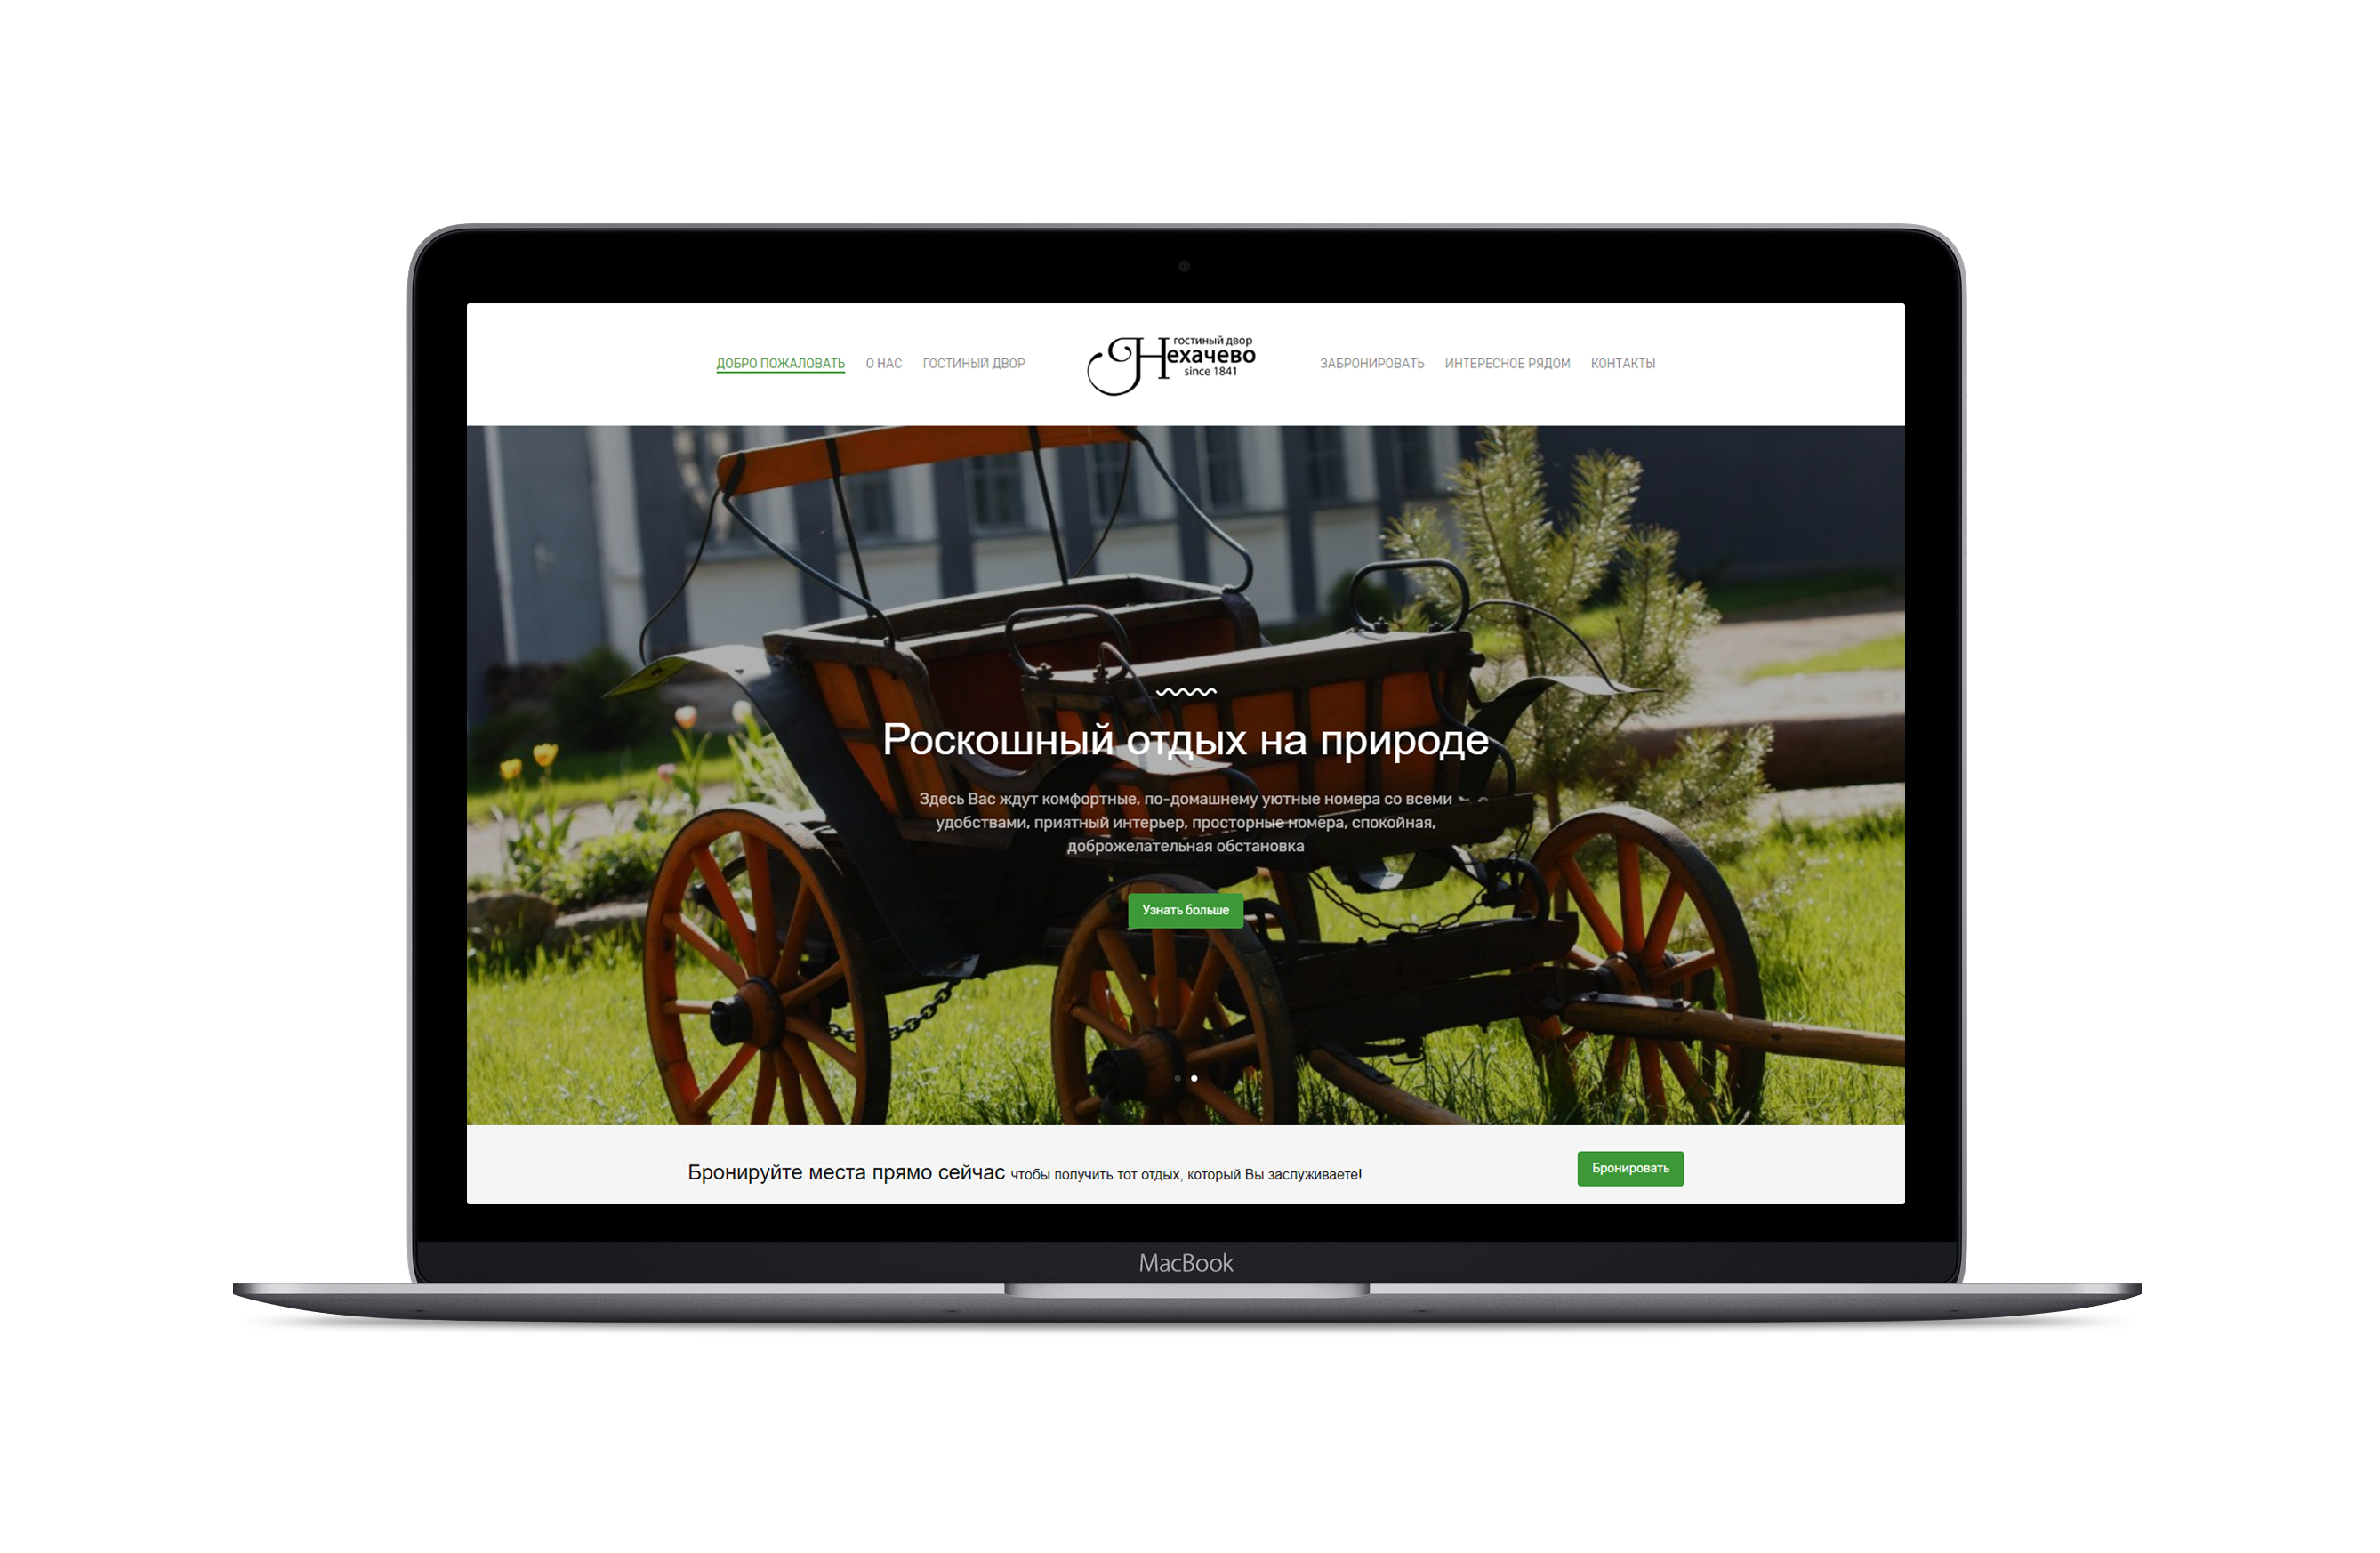 ДОБРО ПОЖАЛОВАТЬ О НАС ГОСТИНЫЙ ДВОР
гостиный двор
Нехачево
since 1841
ЗАБРОНИРОВАТЬ ИНТЕРЕСНОЕ РЯДОМ КОНТАКТЫ
Роскошный отдых на природе
Здесь Вас ждут комфортные, по-домашнему уютные номера со всеми
удобствами, приятный интерьер, просторные номера, спокойная,
доброжелательная обстановка
Узнать больше
Бронируйте места прямо сейчас чтобы получить тот отдых, который Вы заслуживаете!
Бронировать
MacBook